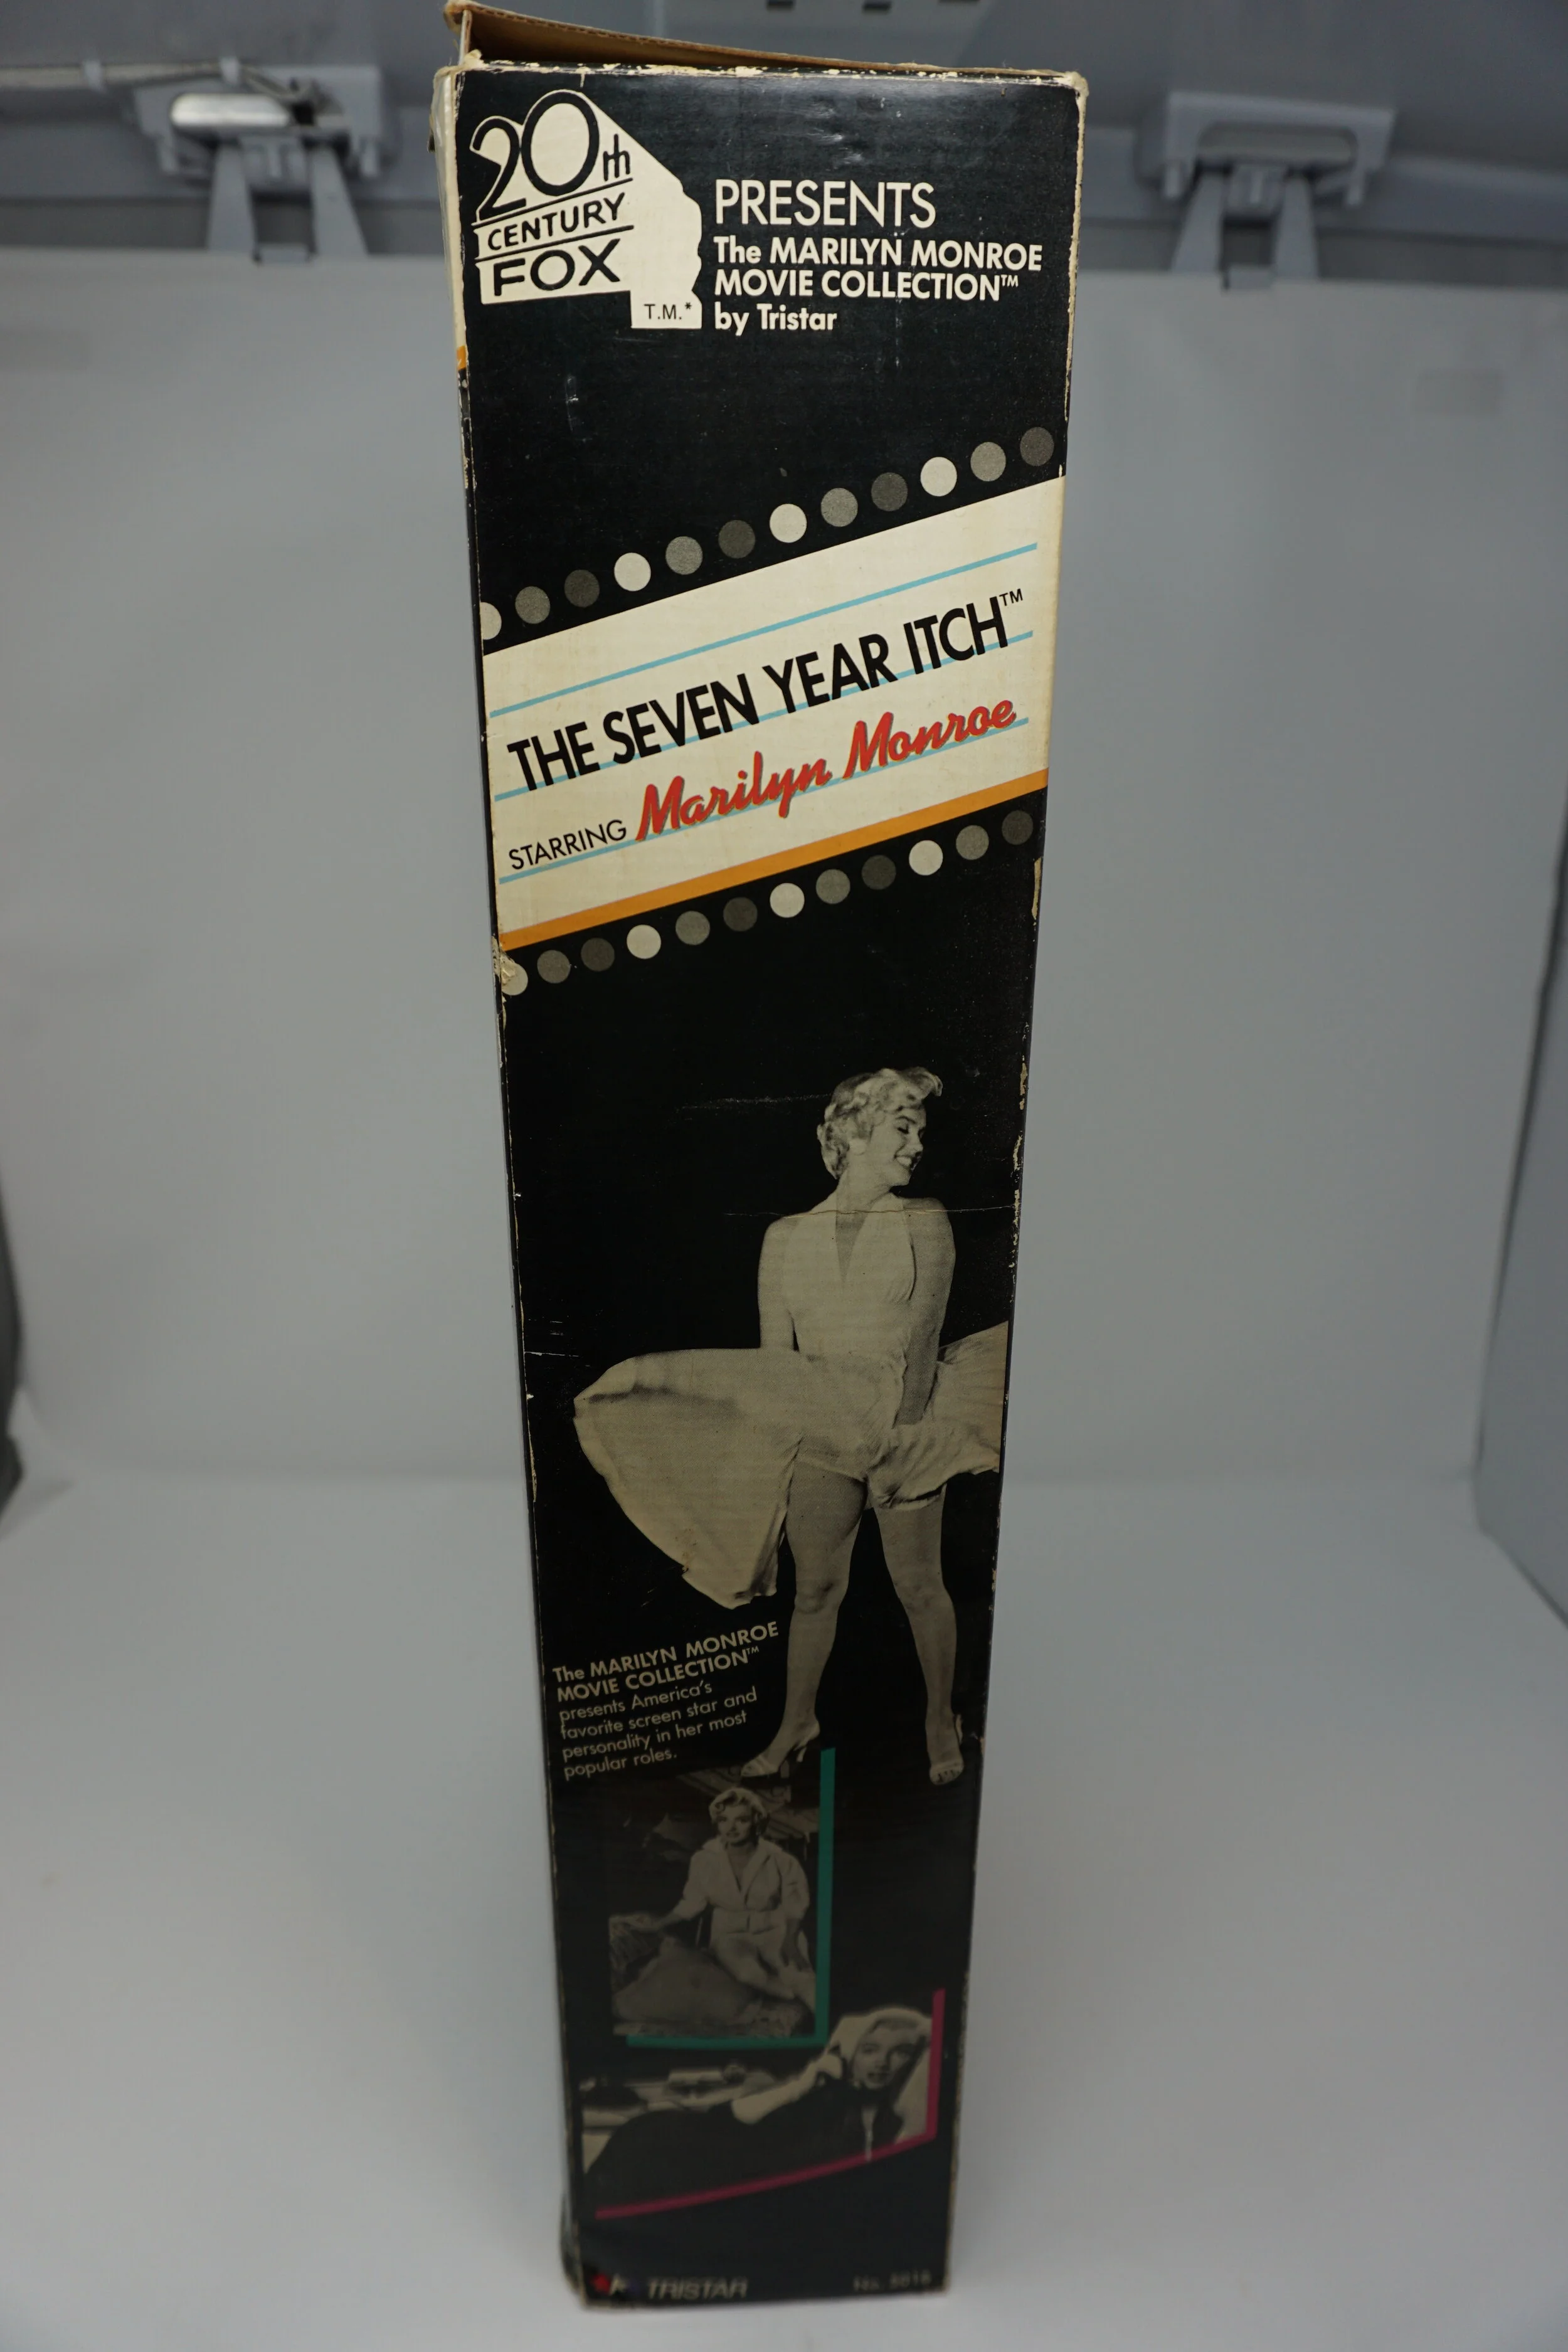 20th
CENTURY
FOX
T.M.*
PRESENTS
The MARILYN MONROE
MOVIE COLLECTION™
by Tristar
THE SEVEN YEAR ITCH™
STARRING Marilyn Monroe
The MARILYN MONROE
MOVIE COLLECTION™
presents America's
favorite screen star and
personality in her most
popular roles.
TRISTAR
No.